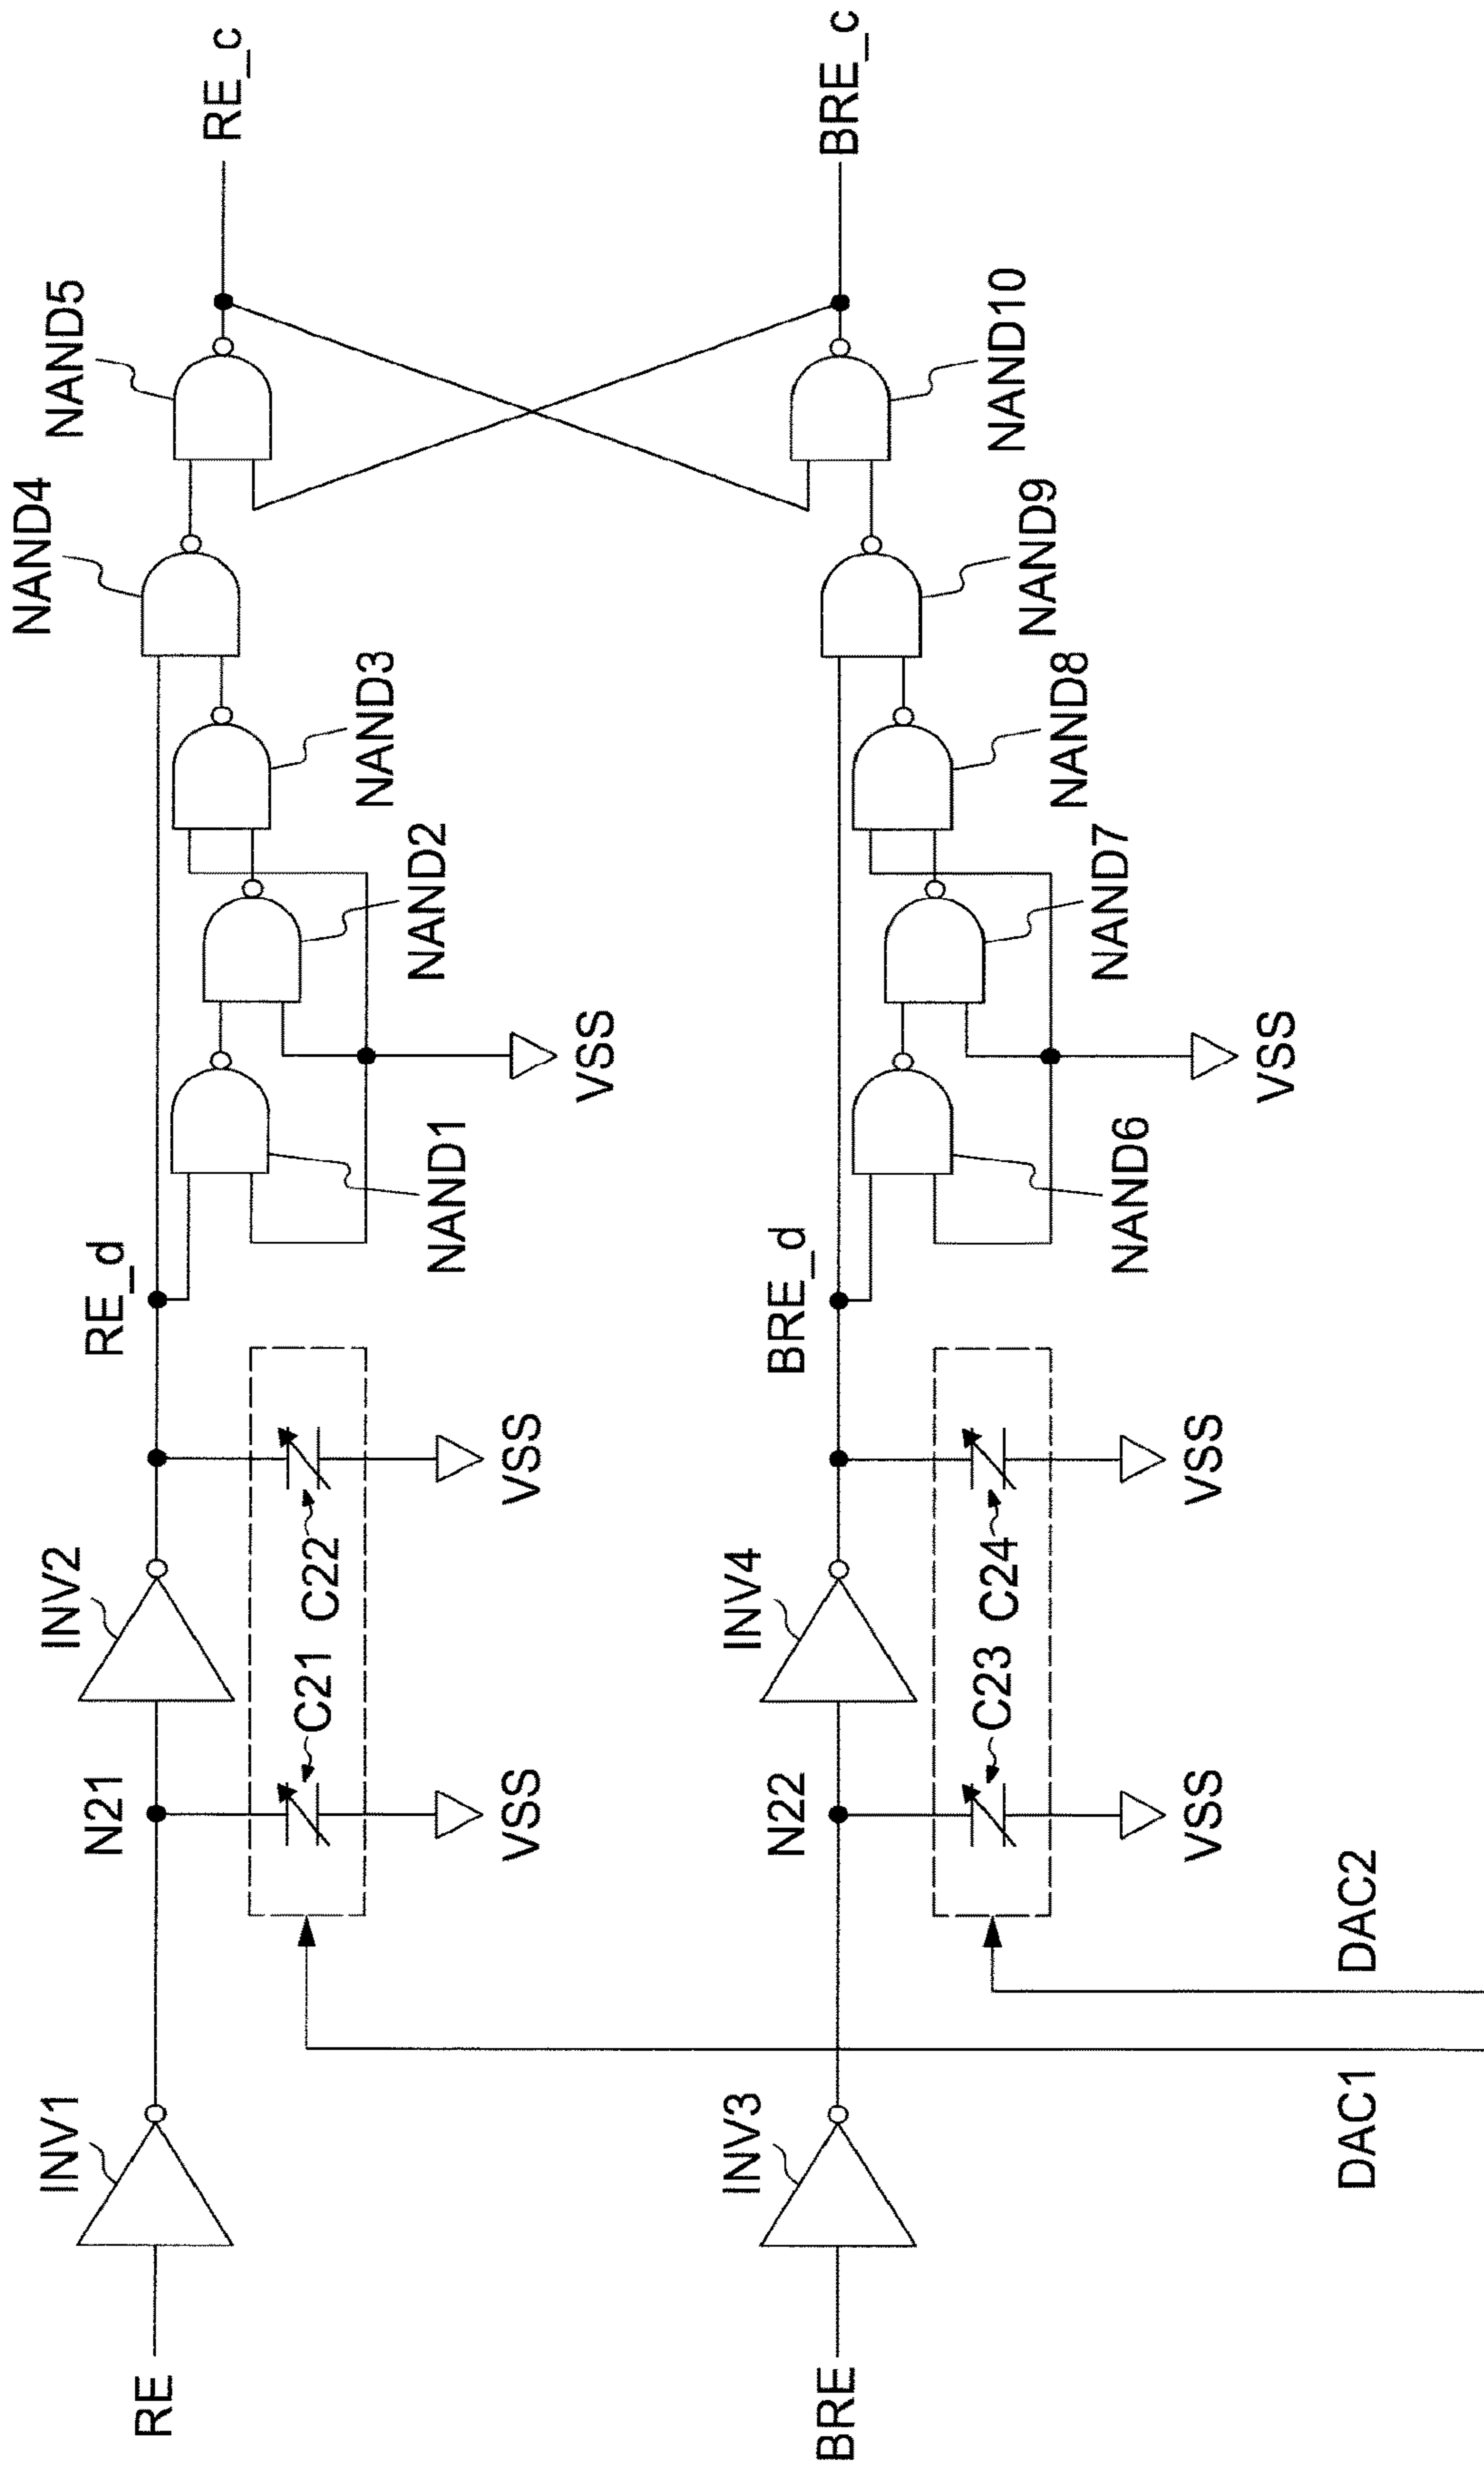 RE
INV1
N21
INV2
RE_d
C21
C22
VSS
VSS
NAND1
NAND2
NAND3
NAND4
NAND5
RE_c
VSS
BRE
INV3
N22
INV4
BRE_d
C23
C24
VSS
VSS
NAND6
NAND7
NAND8
NAND9
NAND10
BRE_c
VSS
DAC1
DAC2